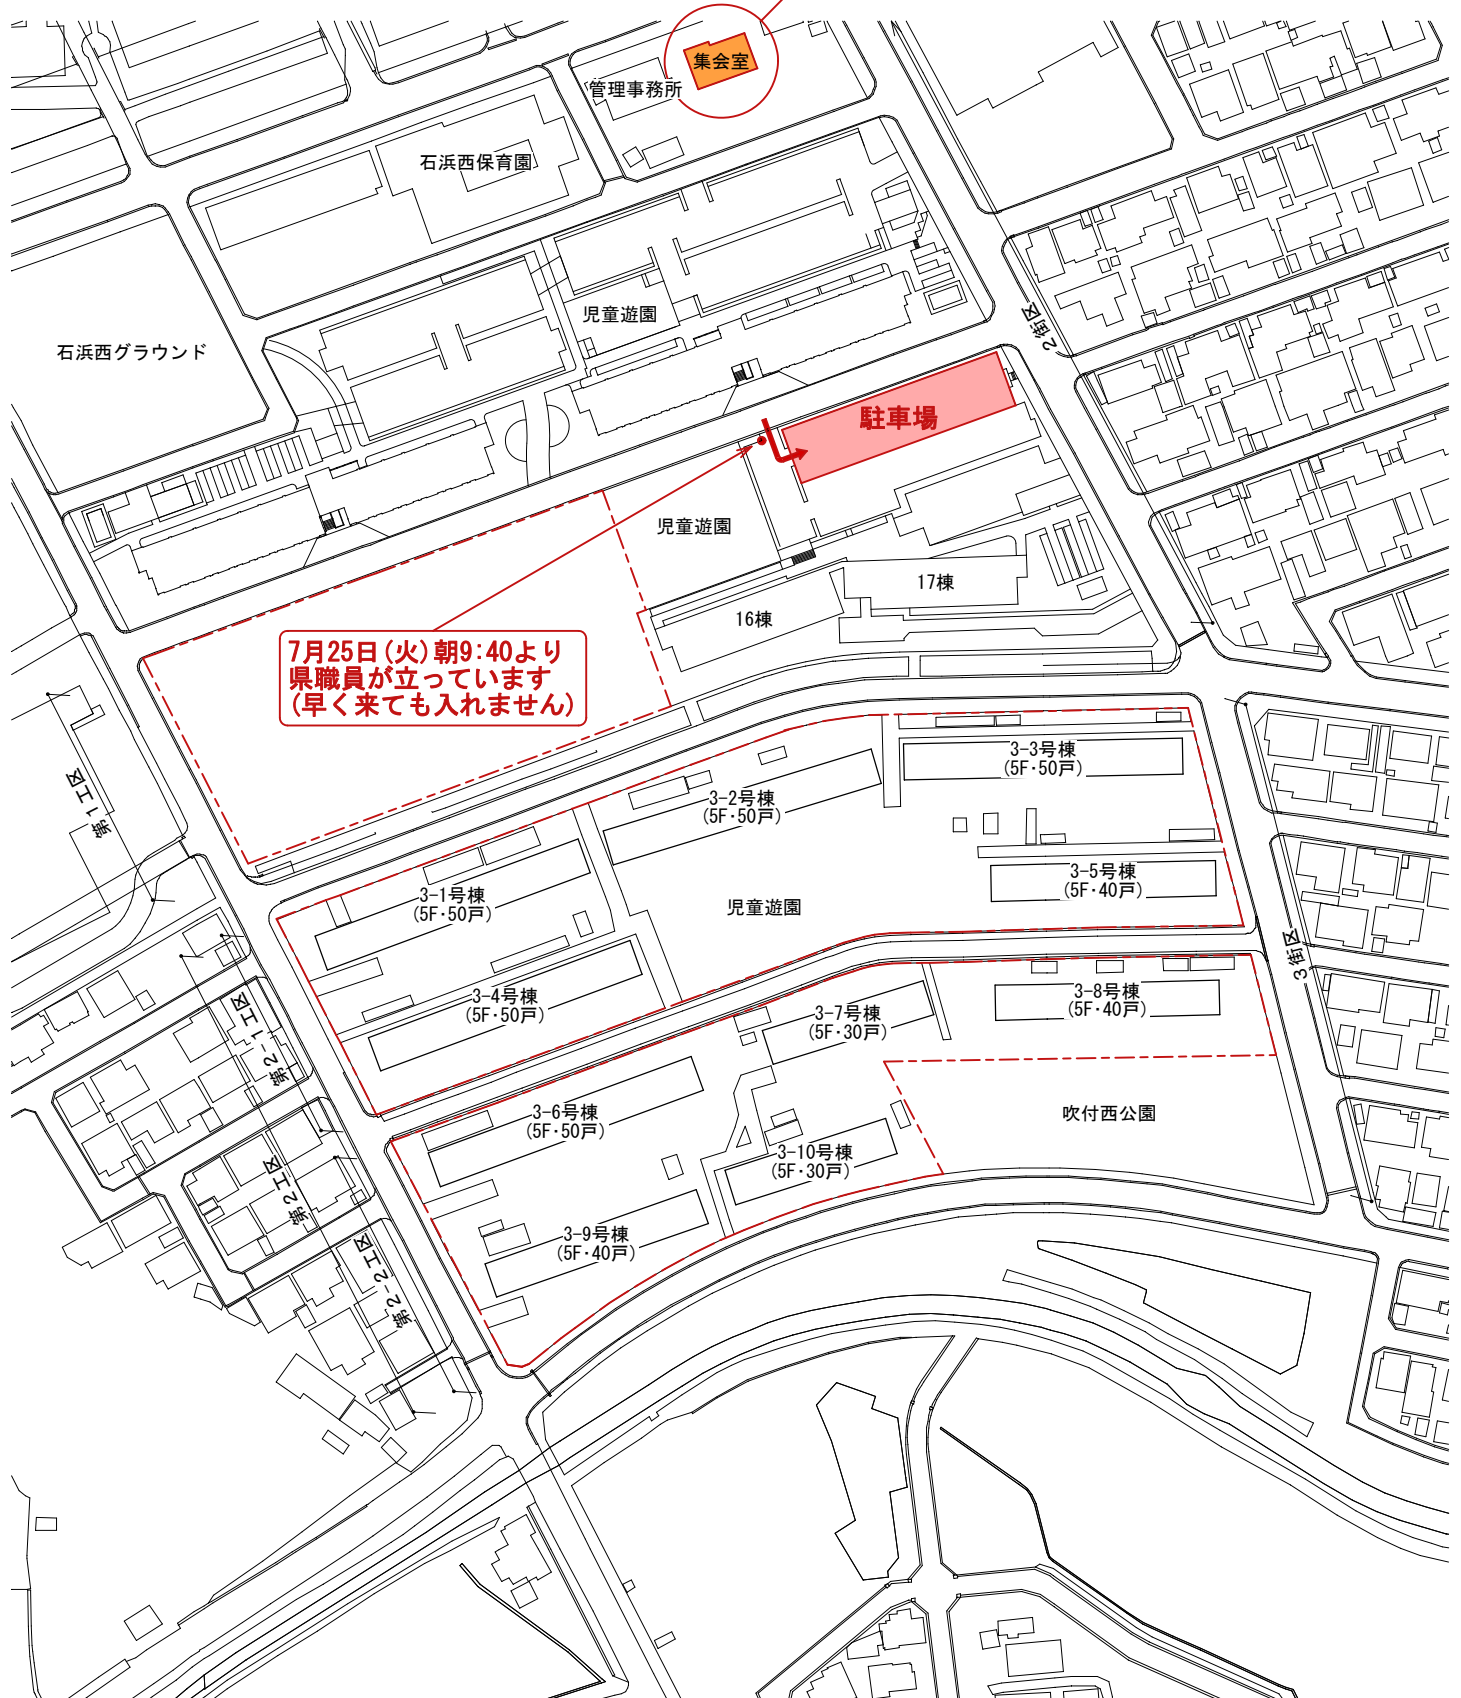 集会室
管理事務所
石浜西保育園
児童遊園
石浜西グラウンド
2街区
駐車場
児童遊園
17棟
16棟
7月25日(火)朝9:40より
県職員が立っています
(早く来ても入れません)
第1工区
3-3号棟
(5F・50戸)
3-2号棟
(5F・50戸)
3-1号棟
(5F・50戸)
3-5号棟
(5F・40戸)
児童遊園
3街区
3-4号棟
(5F・50戸)
3-7号棟
(5F・30戸)
3-8号棟
(5F・40戸)
第2-1工区
3-6号棟
(5F・50戸)
吹付西公園
3-10号棟
(5F・30戸)
第2工区
3-9号棟
(5F・40戸)
第2-2工区